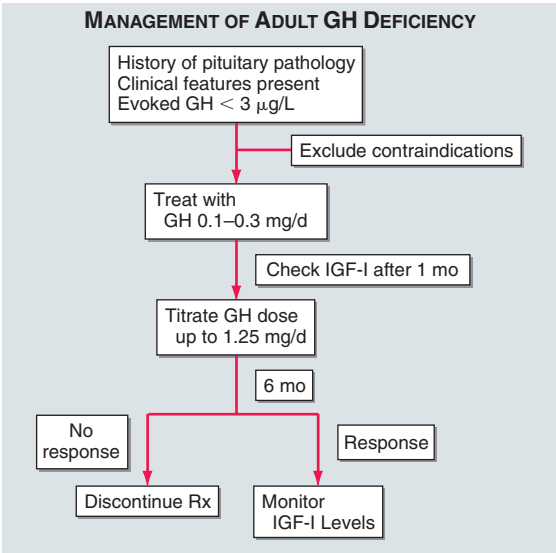 MANAGEMENT OF ADULT GH DEFICIENCY
History of pituitary pathology
Clinical features present
Evoked GH < 3 μg/L
Exclude contraindications
Treat with
GH 0.1–0.3 mg/d
Check IGF-I after 1 mo
Titrate GH dose
up to 1.25 mg/d
6 mo
No
response
Response
Discontinue Rx
Monitor
IGF-I Levels